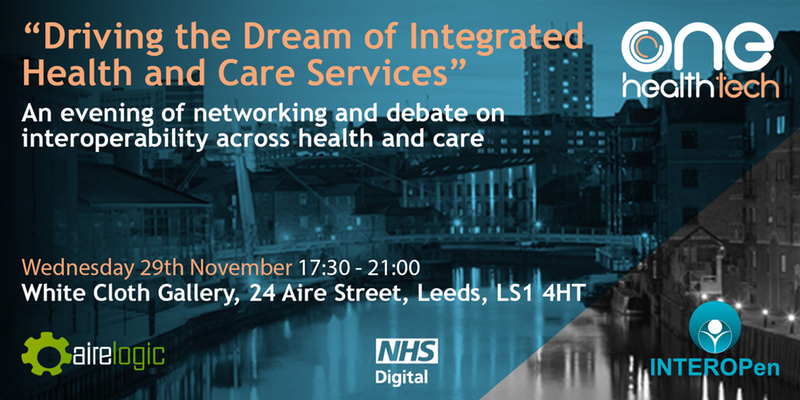 “Driving the Dream of Integrated
Health and Care Services”
An evening of networking and debate on
interoperability across health and care
one
healthtech
Wednesday 29th November 17:30 - 21:00
White Cloth Gallery, 24 Aire Street, Leeds, LS1 4HT
airelogic
NHS
Digital
INTEROPen